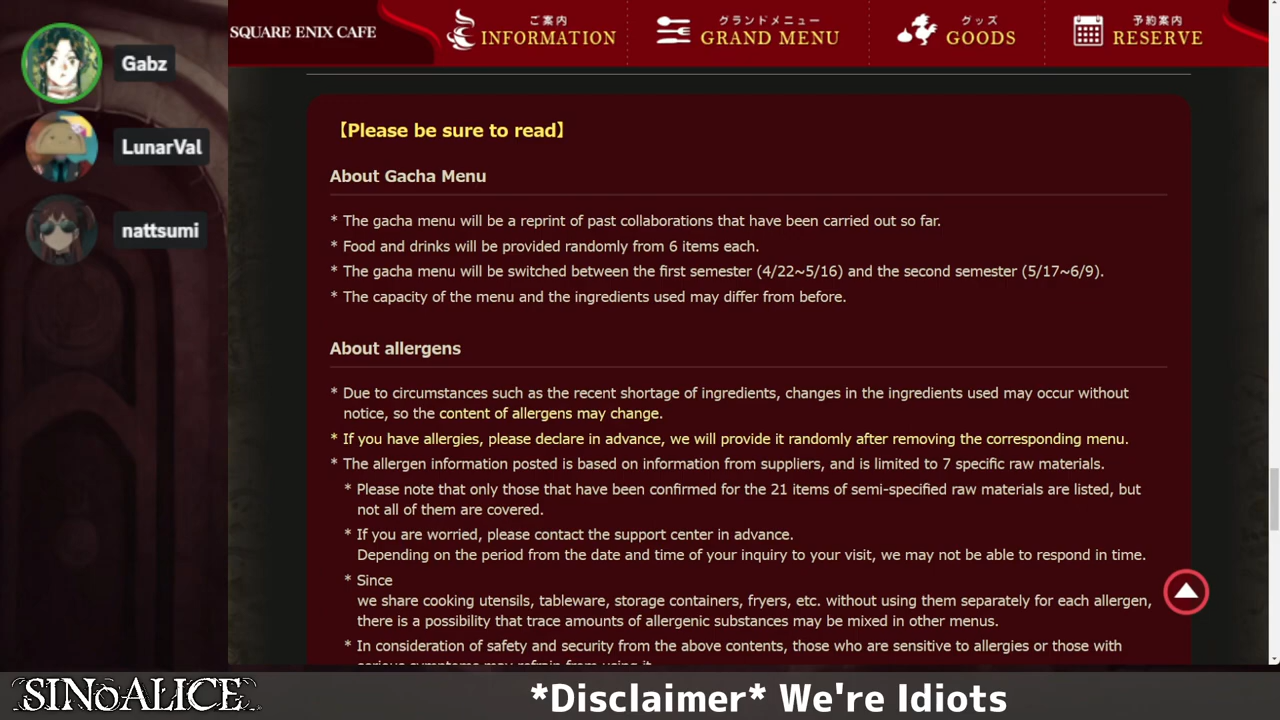 Gabz
LunarVal
nattsumi
SQUARE ENIX CAFE
ご案内
INFORMATION
グランドメニュー
GRAND MENU
グッズ
GOODS
予約案内
RESERVE
【Please be sure to read】
About Gacha Menu
* The gacha menu will be a reprint of past collaborations that have been carried out so far.
* Food and drinks will be provided randomly from 6 items each.
* The gacha menu will be switched between the first semester (4/22~5/16) and the second semester (5/17~6/9).
* The capacity of the menu and the ingredients used may differ from before.
About allergens
* Due to circumstances such as the recent shortage of ingredients, changes in the ingredients used may occur without
notice, so the content of allergens may change.
* If you have allergies, please declare in advance, we will provide it randomly after removing the corresponding menu.
* The allergen information posted is based on information from suppliers, and is limited to 7 specific raw materials.
* Please note that only those that have been confirmed for the 21 items of semi-specified raw materials are listed, but
not all of them are covered.
* If you are worried, please contact the support center in advance.
Depending on the period from the date and time of your inquiry to your visit, we may not be able to respond in time.
* Since
we share cooking utensils, tableware, storage containers, fryers, etc. without using them separately for each allergen,
there is a possibility that trace amounts of allergenic substances may be mixed in other menus.
* In consideration of safety and security from the above contents, those who are sensitive to allergies or those with
serious symptoms may refrain from using it.
SINoALICE
*Disclaimer* We're Idiots